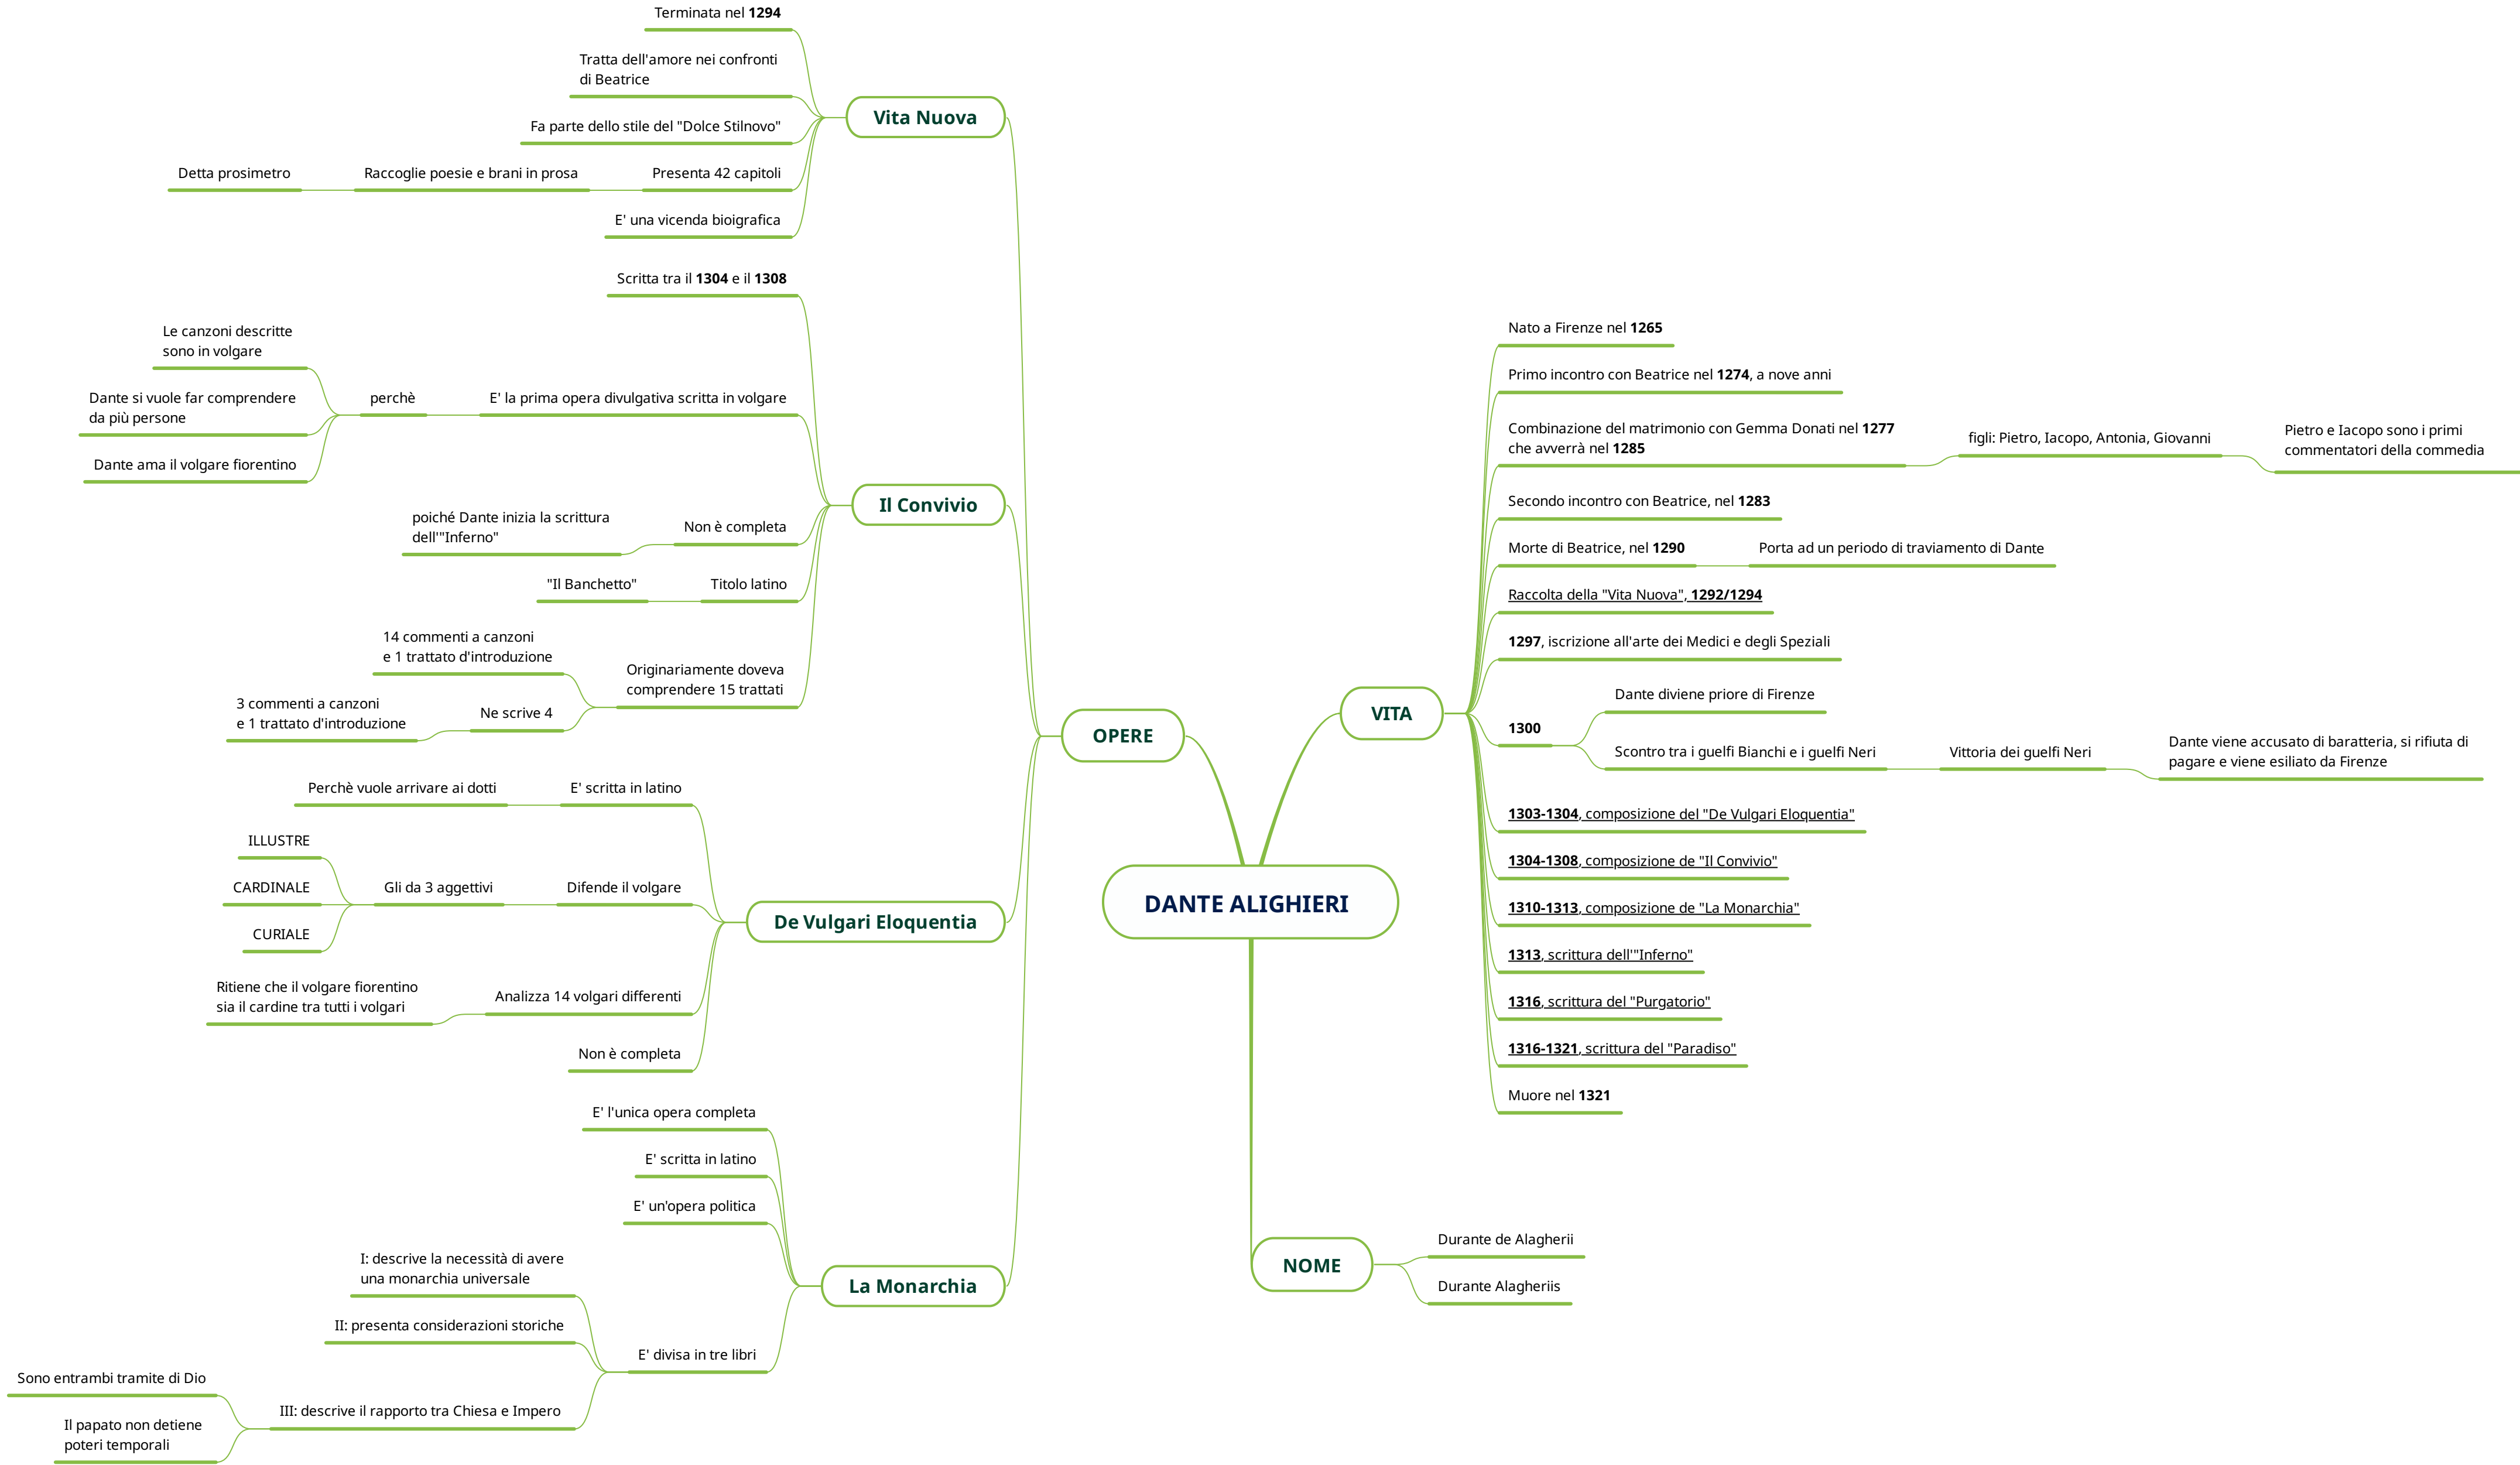 DANTE ALIGHIERI
VITA
Nato a Firenze nel 1265
Primo incontro con Beatrice nel 1274, a nove anni
Combinazione del matrimonio con Gemma Donati nel 1277
che avverrà nel 1285
figli: Pietro, Iacopo, Antonia, Giovanni
Pietro e Iacopo sono i primi
commentatori della commedia
Secondo incontro con Beatrice, nel 1283
Morte di Beatrice, nel 1290
Porta ad un periodo di traviamento di Dante
Raccolta della "Vita Nuova", 1292/1294
1297, iscrizione all'arte dei Medici e degli Speziali
1300
Dante diviene priore di Firenze
Scontro tra i guelfi Bianchi e i guelfi Neri
Vittoria dei guelfi Neri
Dante viene accusato di baratteria, si rifiuta di
pagare e viene esiliato da Firenze
1303-1304, composizione del "De Vulgari Eloquentia"
1304-1308, composizione de "Il Convivio"
1310-1313, composizione de "La Monarchia"
1313, scrittura dell'"Inferno"
1316, scrittura del "Purgatorio"
1316-1321, scrittura del "Paradiso"
Muore nel 1321
NOME
Durante de Alagherii
Durante Alagheriis
OPERE
Vita Nuova
Terminata nel 1294
Tratta dell'amore nei confronti
di Beatrice
Fa parte dello stile del "Dolce Stilnovo"
Presenta 42 capitoli
Raccoglie poesie e brani in prosa
Detta prosimetro
E' una vicenda bioigrafica
Il Convivio
Scritta tra il 1304 e il 1308
E' la prima opera divulgativa scritta in volgare
perchè
Le canzoni descritte
sono in volgare
Dante si vuole far comprendere
da più persone
Dante ama il volgare fiorentino
Non è completa
poiché Dante inizia la scrittura
dell'"Inferno"
Titolo latino
"Il Banchetto"
Originariamente doveva
comprendere 15 trattati
14 commenti a canzoni
e 1 trattato d'introduzione
Ne scrive 4
3 commenti a canzoni
e 1 trattato d'introduzione
De Vulgari Eloquentia
E' scritta in latino
Perchè vuole arrivare ai dotti
Difende il volgare
Gli da 3 aggettivi
ILLUSTRE
CARDINALE
CURIALE
Analizza 14 volgari differenti
Ritiene che il volgare fiorentino
sia il cardine tra tutti i volgari
Non è completa
La Monarchia
E' l'unica opera completa
E' scritta in latino
E' un'opera politica
E' divisa in tre libri
I: descrive la necessità di avere
una monarchia universale
II: presenta considerazioni storiche
III: descrive il rapporto tra Chiesa e Impero
Sono entrambi tramite di Dio
Il papato non detiene
poteri temporali